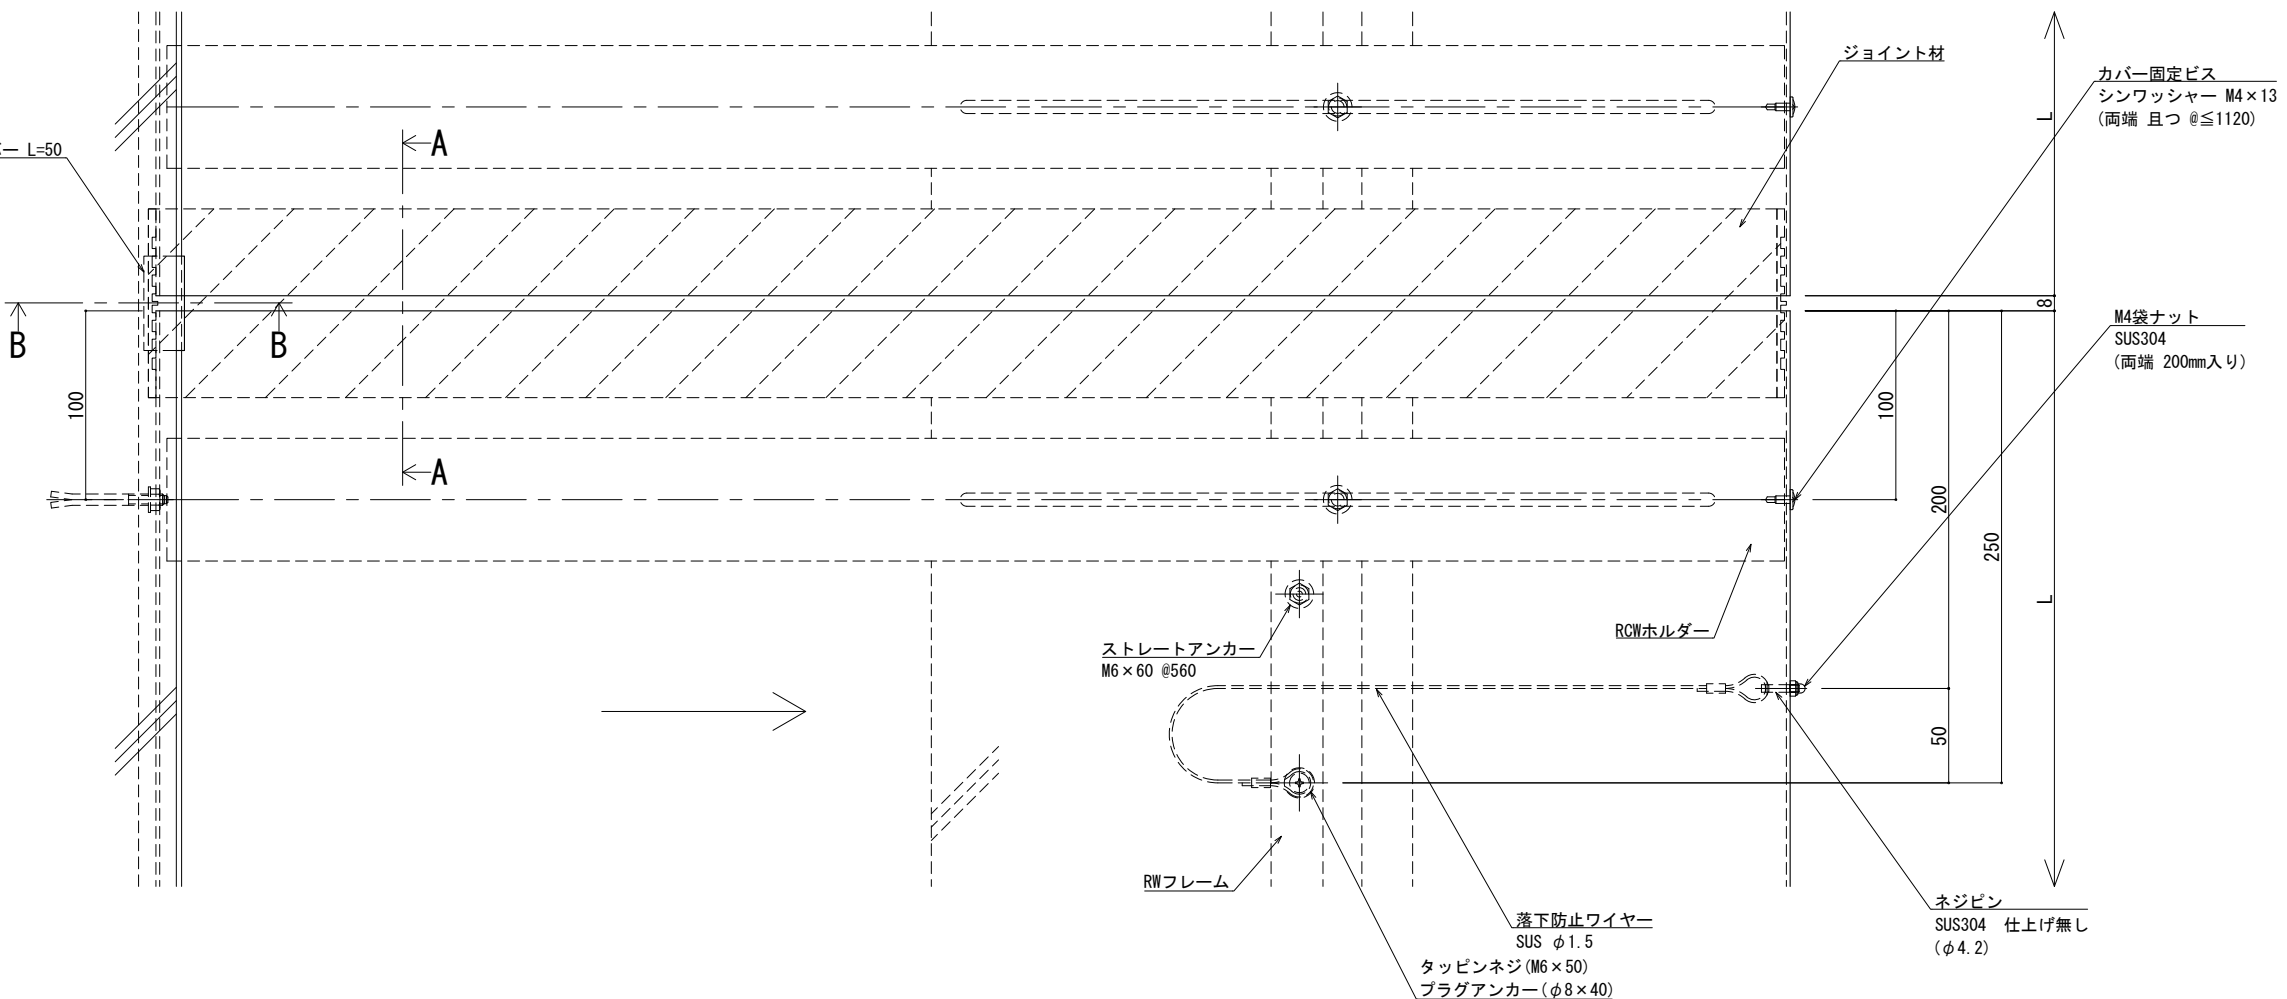 ジョイント材
カバー固定ビス
シンワッシャー M4×13
(両端 且つ @≦1120)
L
ー L=50
A
8
B
B
M4袋ナット
SUS304
(両端 200mm入り)
100
100
A
200
250
L
RCWホルダー
ストレートアンカー
M6×60 @560
50
RWフレーム
落下防止ワイヤー
SUS φ1.5
タッピンネジ(M6×50)
プラグアンカー(φ8×40)
ネジピン
SUS304 仕上げ無し
(φ4.2)